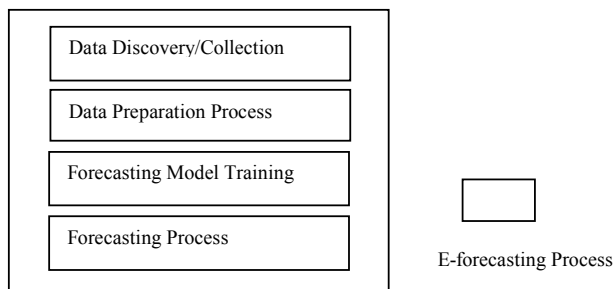 Data Discovery/Collection
Data Preparation Process
Forecasting Model Training
Forecasting Process
E-forecasting Process